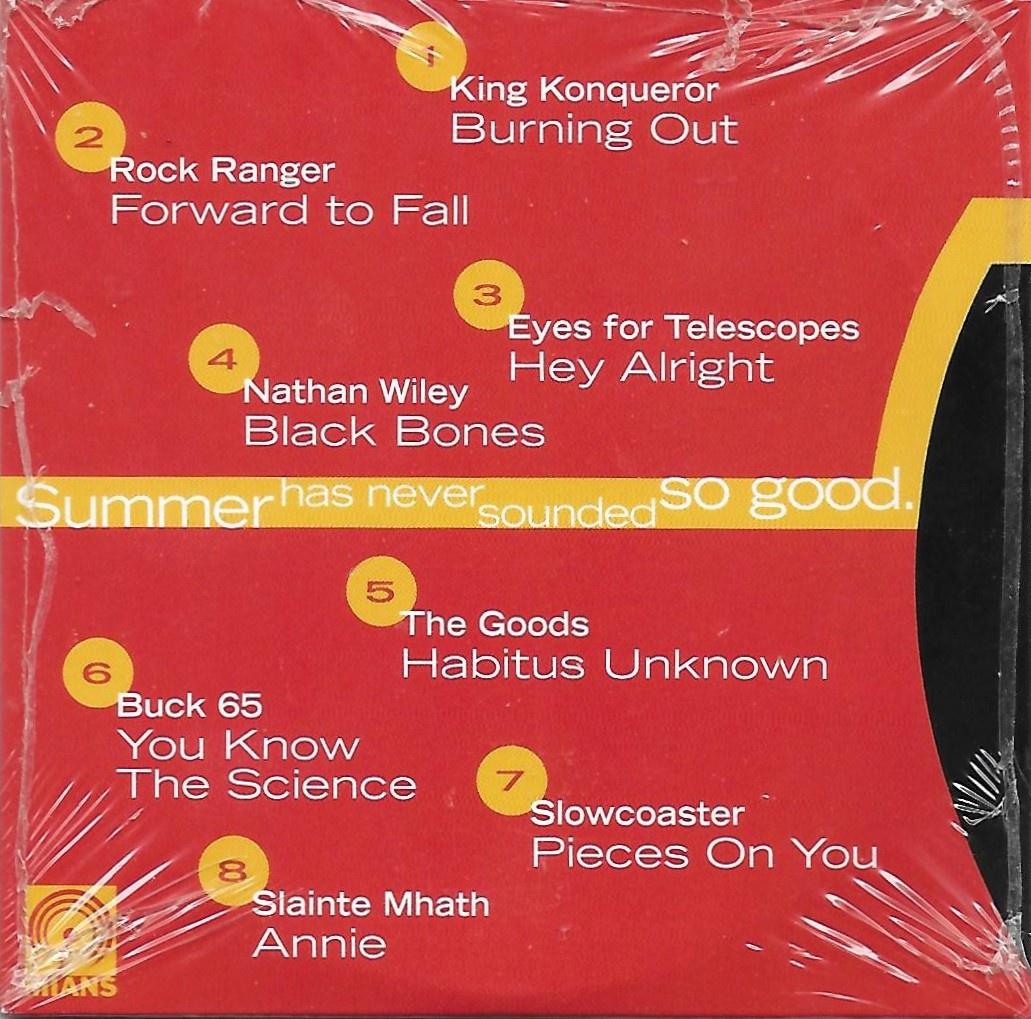 1
King Konqueror
Burning Out
2
Rock Ranger
Forward to Fall
3
Eyes for Telescopes
Hey Alright
4
Nathan Wiley
Black Bones
Summer has never sounded so good.
5
The Goods
Habitus Unknown
6
Buck 65
You Know
The Science
7
Slowcoaster
Pieces On You
8
Slainte Mhath
Annie
MIANS